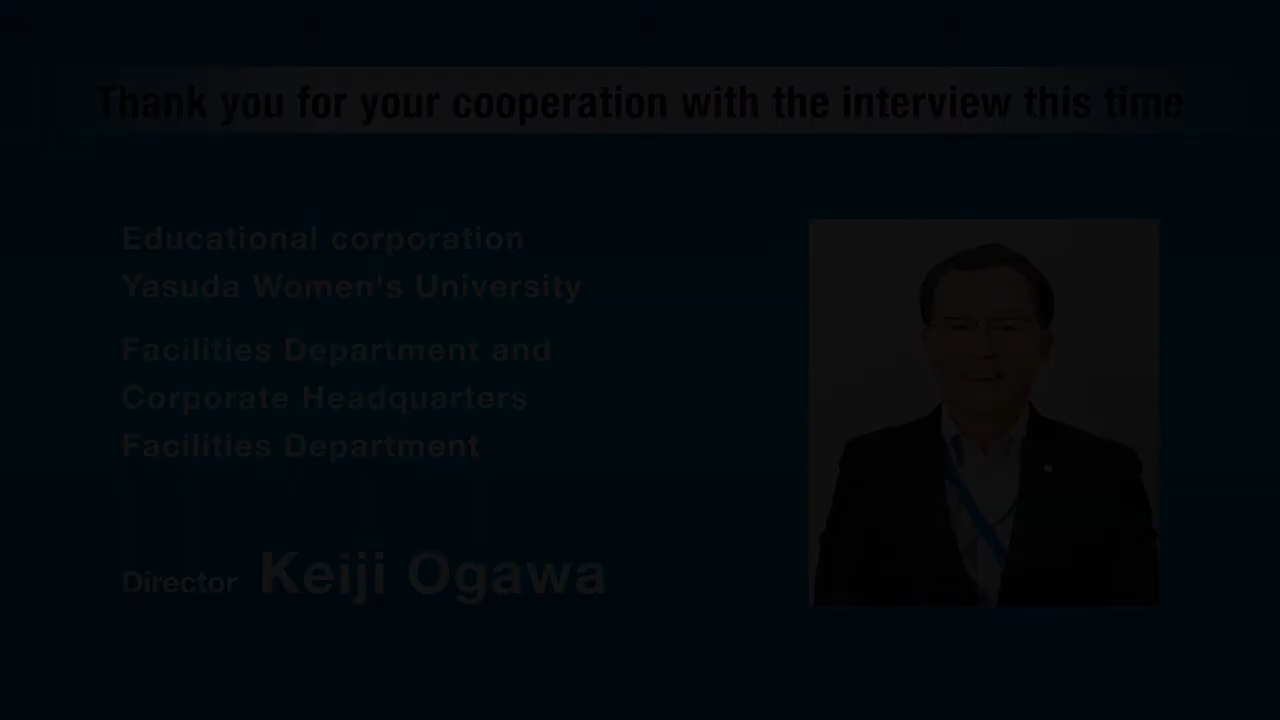 Thank you for your cooperation with the interview this time
Educational corporation
Yasuda Women's University
Facilities Department and
Corporate Headquarters
Facilities Department
Director Keiji Ogawa